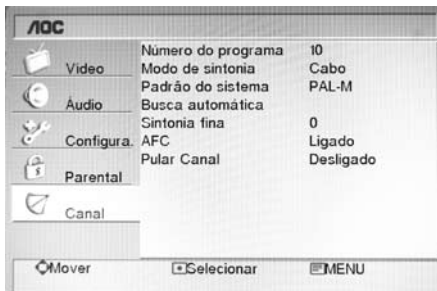 AOC
Vídeo
Áudio
Configura.
Parental
Canal
Número do programa 10
Modo de sintonia Cabo
Padrão do sistema PAL-M
Busca automática
Sintonia fina 0
AFC Ligado
Pular Canal Desligado
Mover Selecionar MENU